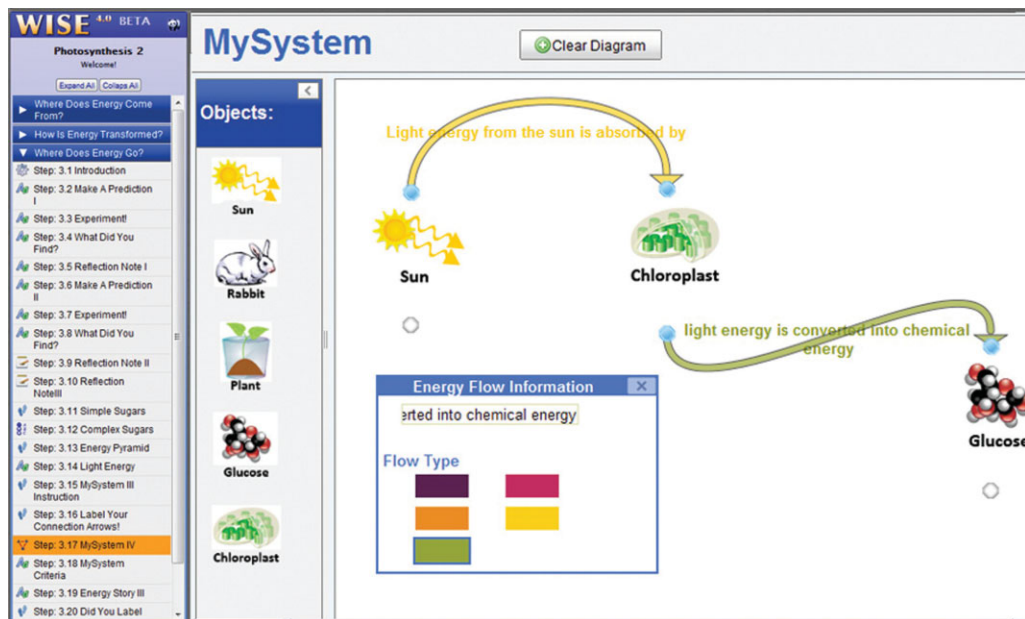 WISE 4.0 BETA
Photosynthesis 2
Welcome!
Expand All Collaps All
Where Does Energy Come
From?
How Is Energy Transformed?
Where Does Energy Go?
Step: 3.1 Introduction
Step: 3.2 Make A Prediction
I
Step: 3.3 Experiment!
Step: 3.4 What Did You
Find?
Step: 3.5 Reflection Note I
Step: 3.6 Make A Prediction
II
Step: 3.7 Experiment!
Step: 3.8 What Did You
Find?
Step: 3.9 Reflection Note II
Step: 3.10 Reflection
NoteIII
Step: 3.11 Simple Sugars
Step: 3.12 Complex Sugars
Step: 3.13 Energy Pyramid
Step: 3.14 Light Energy
Step: 3.15 MySystem III
Instruction
Step: 3.16 Label Your
Connection Arrows!
Step: 3.17 MySystem IV
Step: 3.18 MySystem
Criteria
Step: 3.19 Energy Story III
Step: 3.20 Did You Label
MySystem
Clear Diagram
Objects:
Sun
Rabbit
Plant
Glucose
Chloroplast
Light energy from the sun is absorbed by
Sun
Chloroplast
light energy is converted into chemical
energy
Glucose
Energy Flow Information
erted into chemical energy
Flow Type